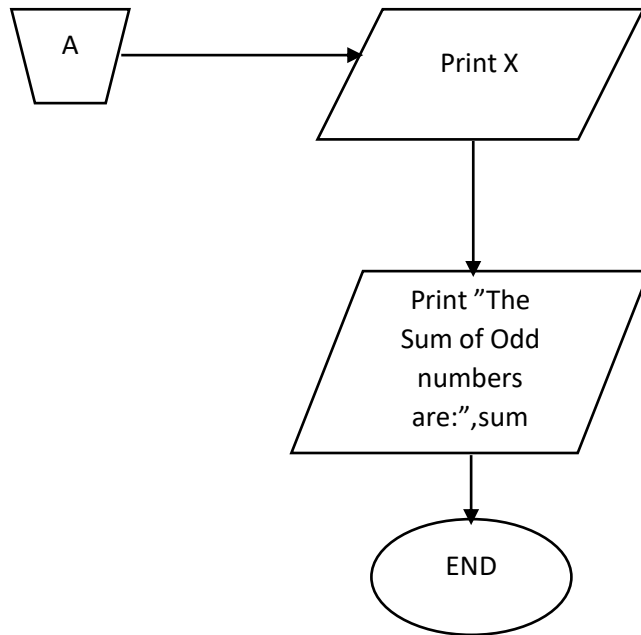 A
Print X
Print ”The
Sum of Odd
numbers
are:”,sum
END